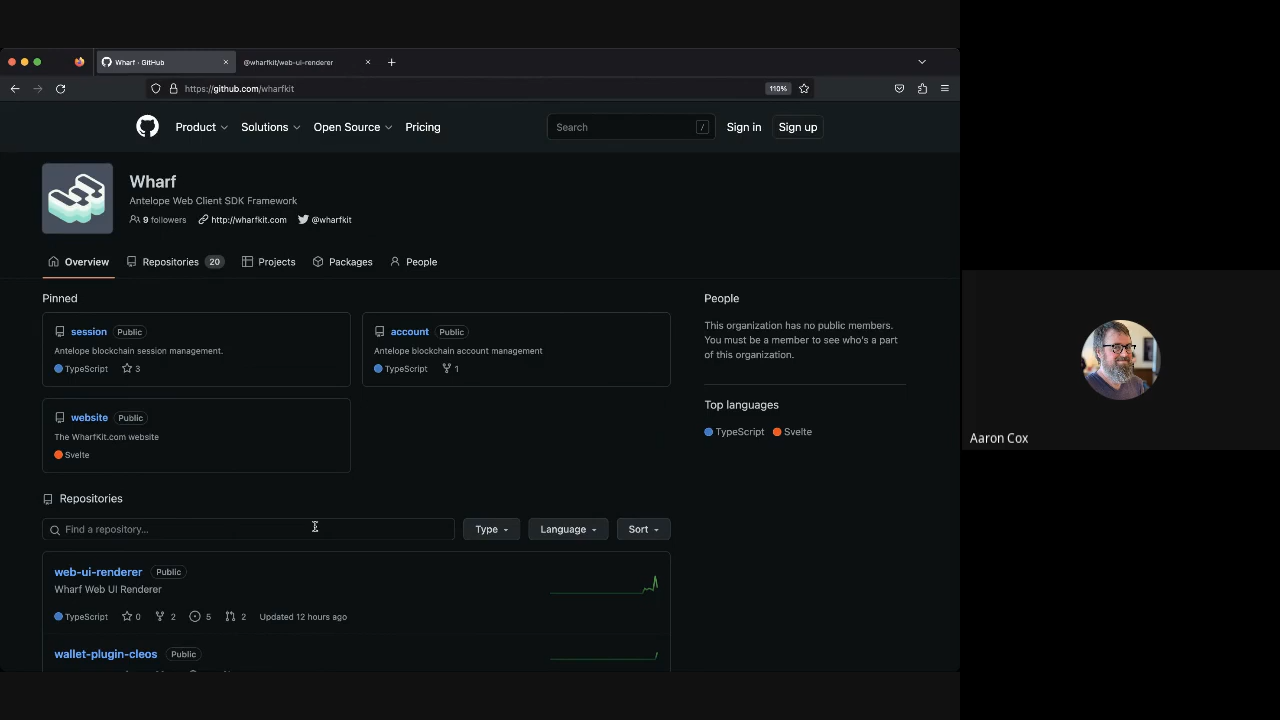 Wharf · GitHub
@wharfkit/web-ui-renderer
https://github.com/wharfkit
110%
Product
Solutions
Open Source
Pricing
Search
/
Sign in
Sign up
Wharf
Antelope Web Client SDK Framework
9 followers
http://wharfkit.com
@wharfkit
Overview
Repositories 20
Projects
Packages
People
Pinned
session Public
Antelope blockchain session management.
TypeScript 3
account Public
Antelope blockchain account management
TypeScript 1
website Public
The WharfKit.com website
Svelte
People
This organization has no public members.
You must be a member to see who's a part
of this organization.
Top languages
TypeScript Svelte
Repositories
Find a repository...
Type
Language
Sort
web-ui-renderer Public
Wharf Web UI Renderer
TypeScript 0 2 5 2 Updated 12 hours ago
wallet-plugin-cleos Public
Aaron Cox